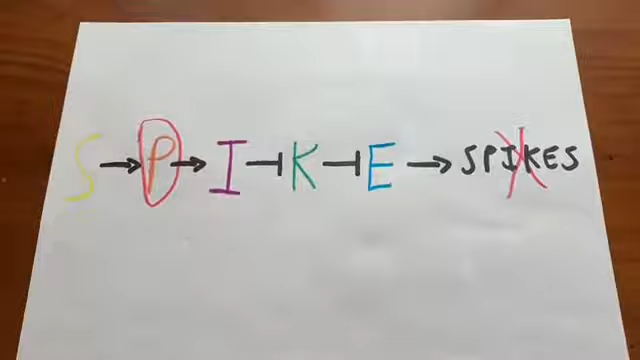 S → P → I ⊣ K ⊣ E → SPIKES